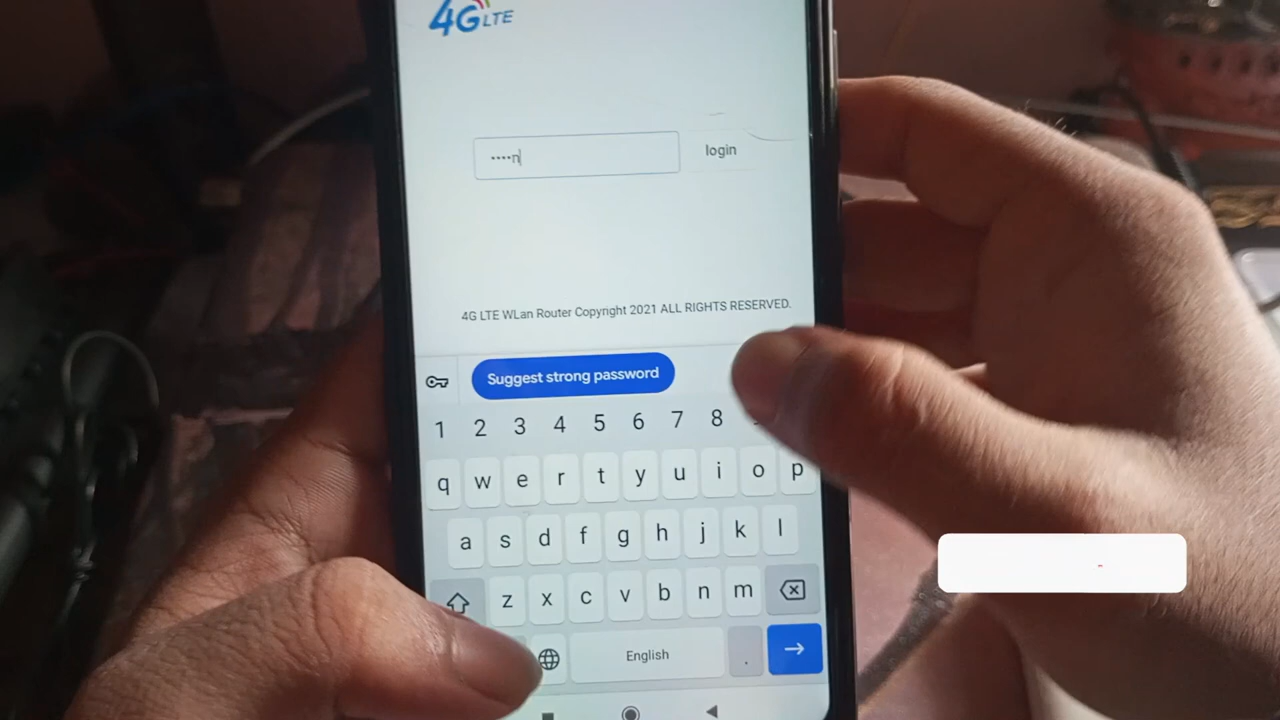 4G LTE
••••n
login
4G LTE WLan Router Copyright 2021 ALL RIGHTS RESERVED.
Suggest strong password
1 2 3 4 5 6 7 8
q w e r t y u i o p
a s d f g h j k l
z x c v b n m
English .